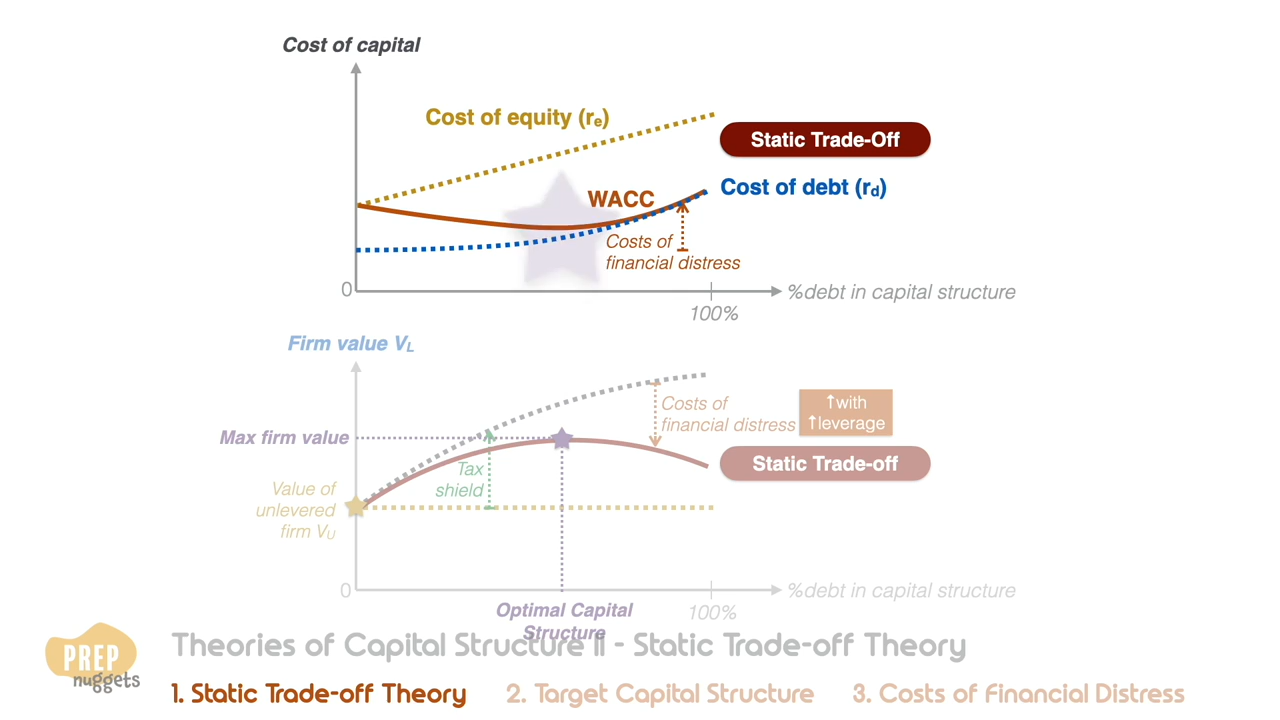 Cost of capital
Cost of equity (re)
Static Trade-Off
WACC
Cost of debt (rd)
Costs of
financial distress
0
%debt in capital structure
100%
Firm value VL
Costs of
financial distress
↑with
↑leverage
Max firm value
Static Trade-off
Tax
shield
Value of
unlevered
firm VU
0
%debt in capital structure
100%
Optimal Capital
Structure
Theories of Capital Structure II - Static Trade-off Theory
PREP
nuggets
1. Static Trade-off Theory
2. Target Capital Structure
3. Costs of Financial Distress